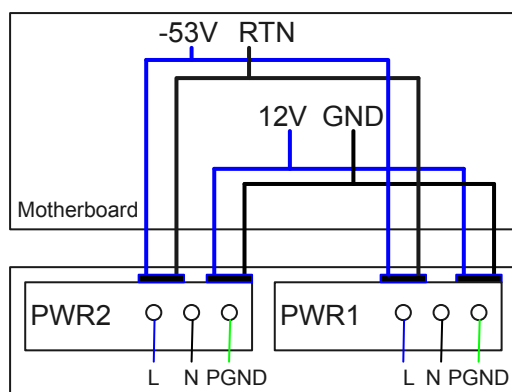 -53V RTN
12V GND
Motherboard
PWR2 PWR1
L N PGND L N PGND